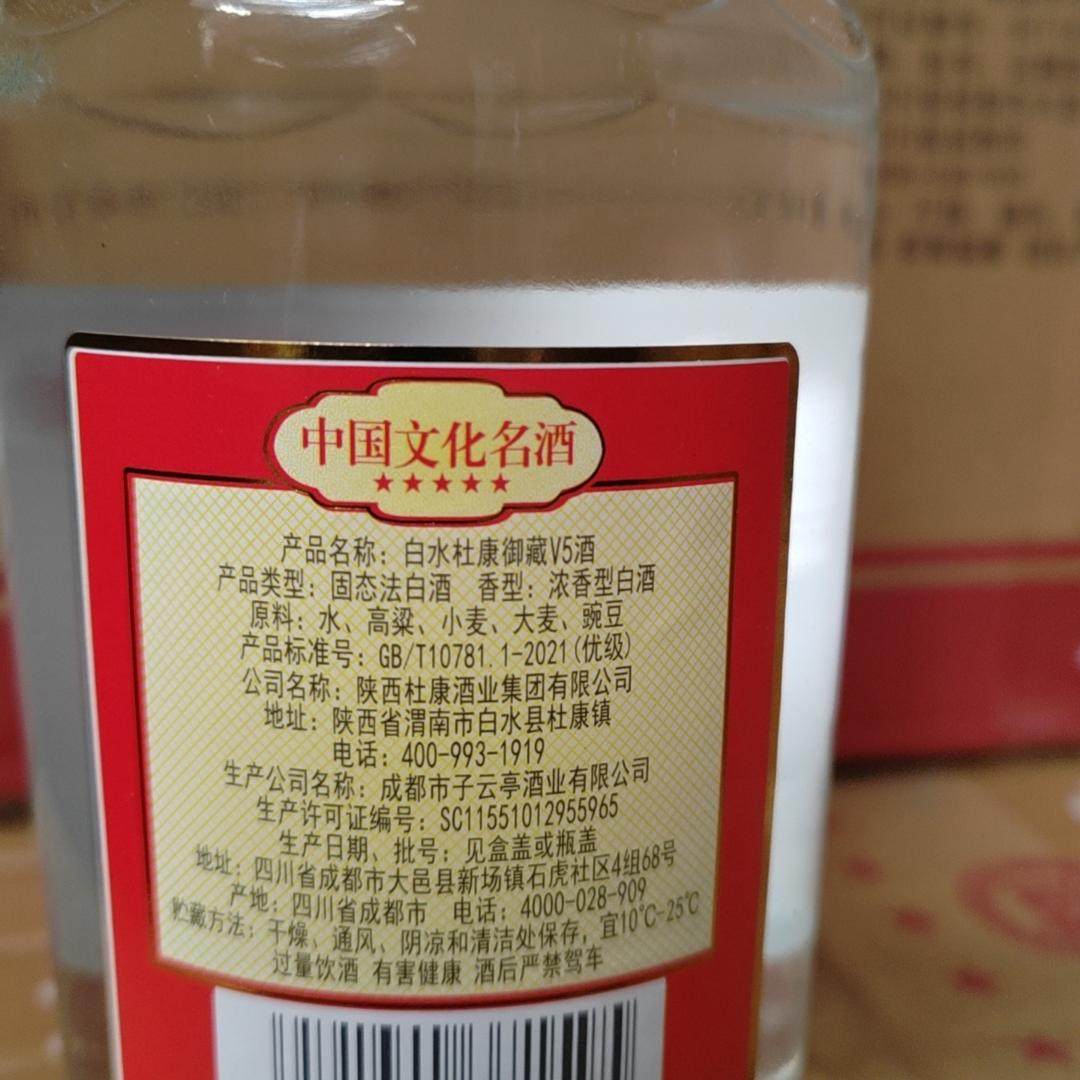 中国文化名酒
★★★★★
产品名称：白水杜康御藏V5酒
产品类型：固态法白酒 香型：浓香型白酒
原料：水、高粱、小麦、大麦、豌豆
产品标准号：GB/T10781.1-2021(优级)
公司名称：陕西杜康酒业集团有限公司
地址：陕西省渭南市白水县杜康镇
电话：400-993-1919
生产公司名称：成都市子云亭酒业有限公司
生产许可证编号：SC11551012955965
生产日期、批号：见盒盖或瓶盖
地址：四川省成都市大邑县新场镇石虎社区4组68号
产地：四川省成都市 电话：4000-028-909
贮藏方法：干燥、通风、阴凉和清洁处保存，宜10℃-25℃
过量饮酒 有害健康 酒后严禁驾车